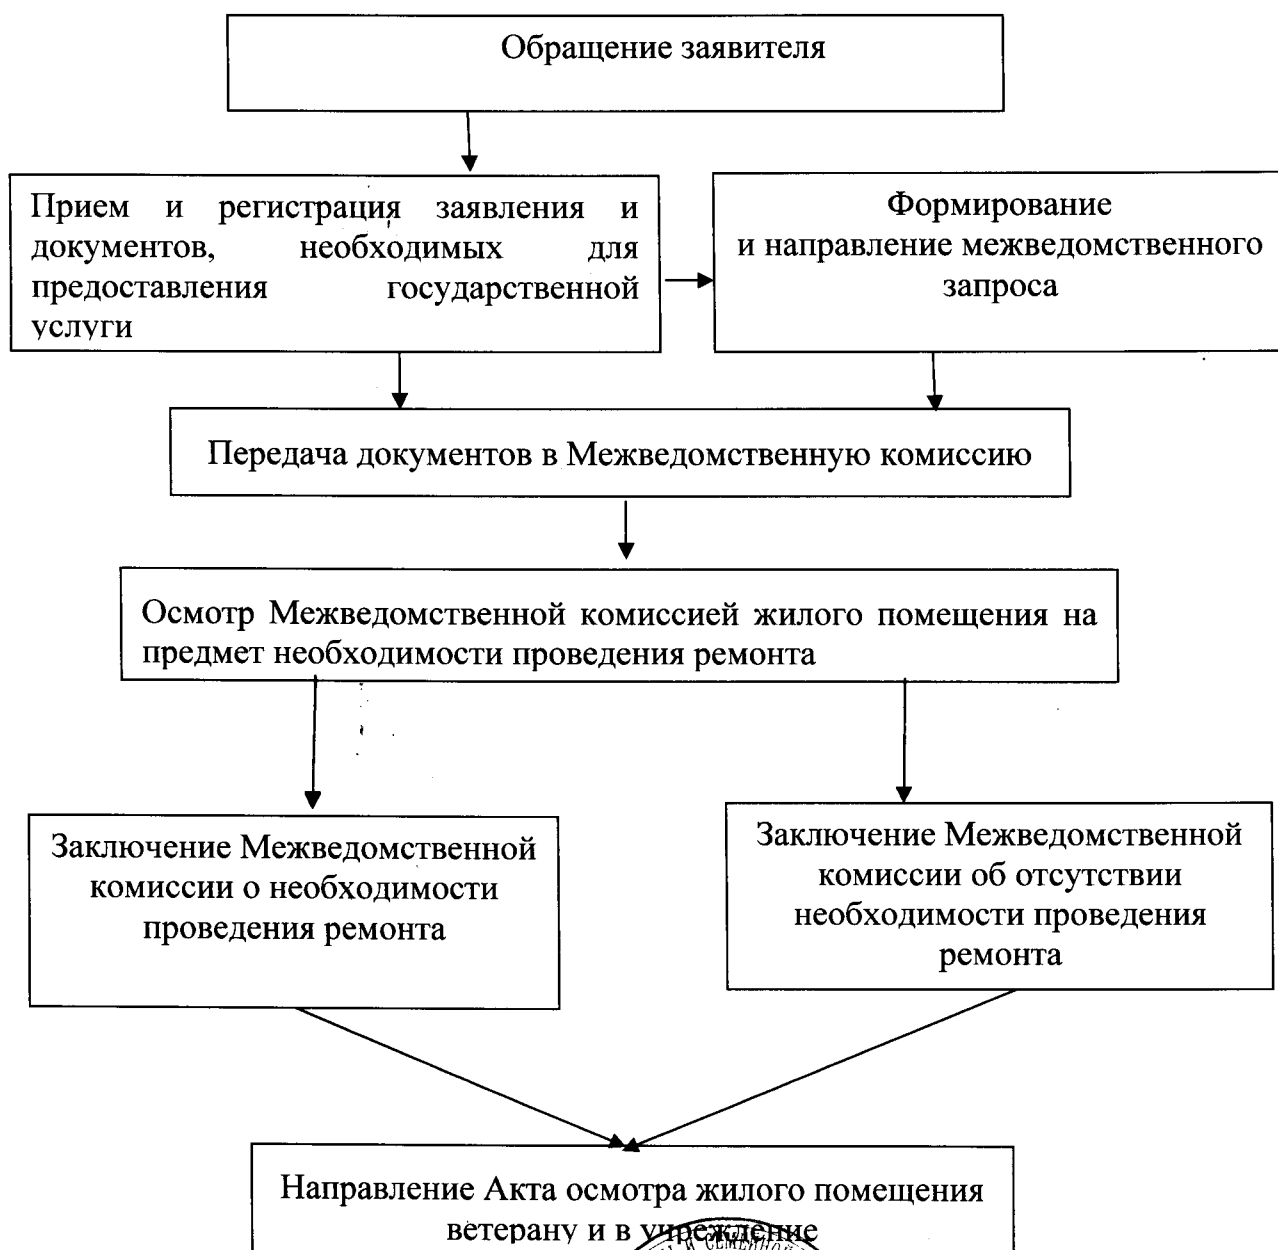 Обращение заявителя
Прием и регистрация заявления и
документов, необходимых для
предоставления государственной
услуги
Формирование
и направление межведомственного
запроса
Передача документов в Межведомственную комиссию
Осмотр Межведомственной комиссией жилого помещения на
предмет необходимости проведения ремонта
Заключение Межведомственной
комиссии о необходимости
проведения ремонта
Заключение Межведомственной
комиссии об отсутствии
необходимости проведения
ремонта
Направление Акта осмотра жилого помещения
ветерану и в учреждение
И СЕМЕЙНОЙ